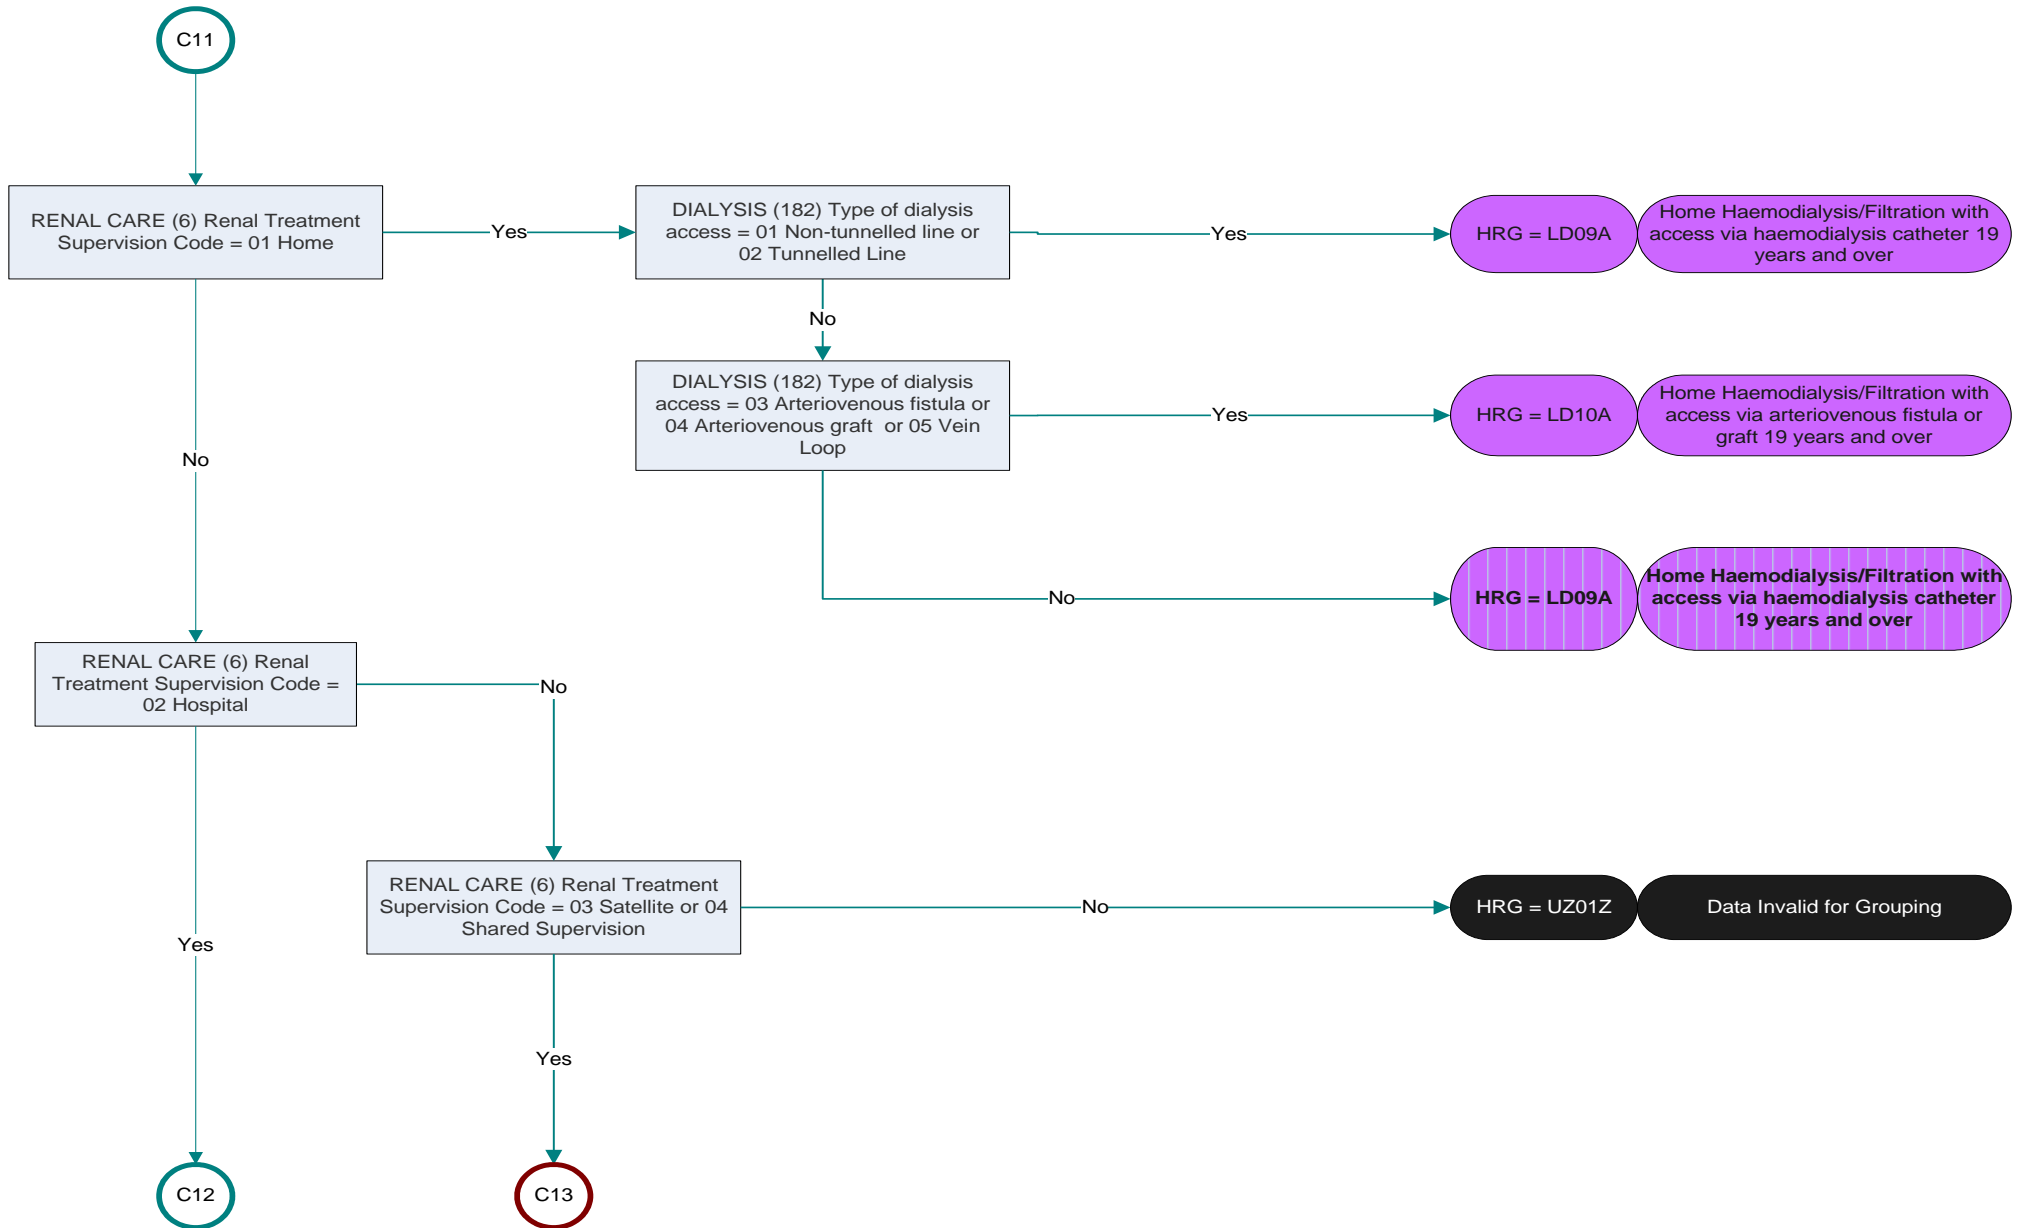 C11
RENAL CARE (6) Renal Treatment
Supervision Code = 01 Home
Yes
DIALYSIS (182) Type of dialysis
access = 01 Non-tunnelled line or
02 Tunnelled Line
Yes
HRG = LD09A
Home Haemodialysis/Filtration with
access via haemodialysis catheter 19
years and over
No
DIALYSIS (182) Type of dialysis
access = 03 Arteriovenous fistula or
04 Arteriovenous graft or 05 Vein
Loop
Yes
HRG = LD10A
Home Haemodialysis/Filtration with
access via arteriovenous fistula or
graft 19 years and over
No
No
HRG = LD09A
Home Haemodialysis/Filtration with
access via haemodialysis catheter
19 years and over
RENAL CARE (6) Renal
Treatment Supervision Code =
02 Hospital
No
RENAL CARE (6) Renal Treatment
Supervision Code = 03 Satellite or 04
Shared Supervision
No
HRG = UZ01Z
Data Invalid for Grouping
Yes
Yes
C12
C13